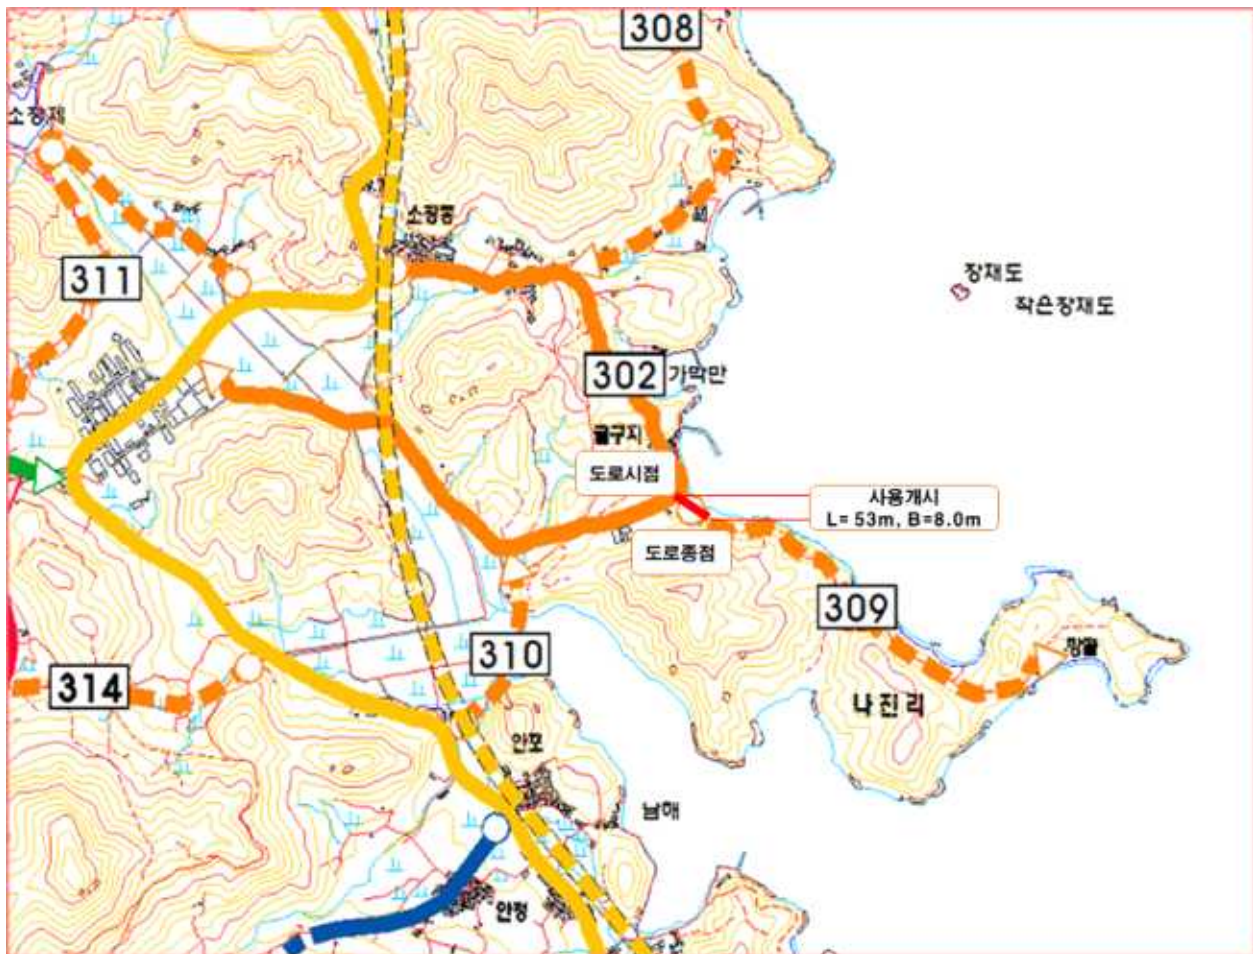 308
소장제
소장동
311
장재도
작은장재도
302
가막만
굴구지
도로시점
사용개시
L= 53m, B=8.0m
도로종점
309
310
314
나진리
안포
남해
안정